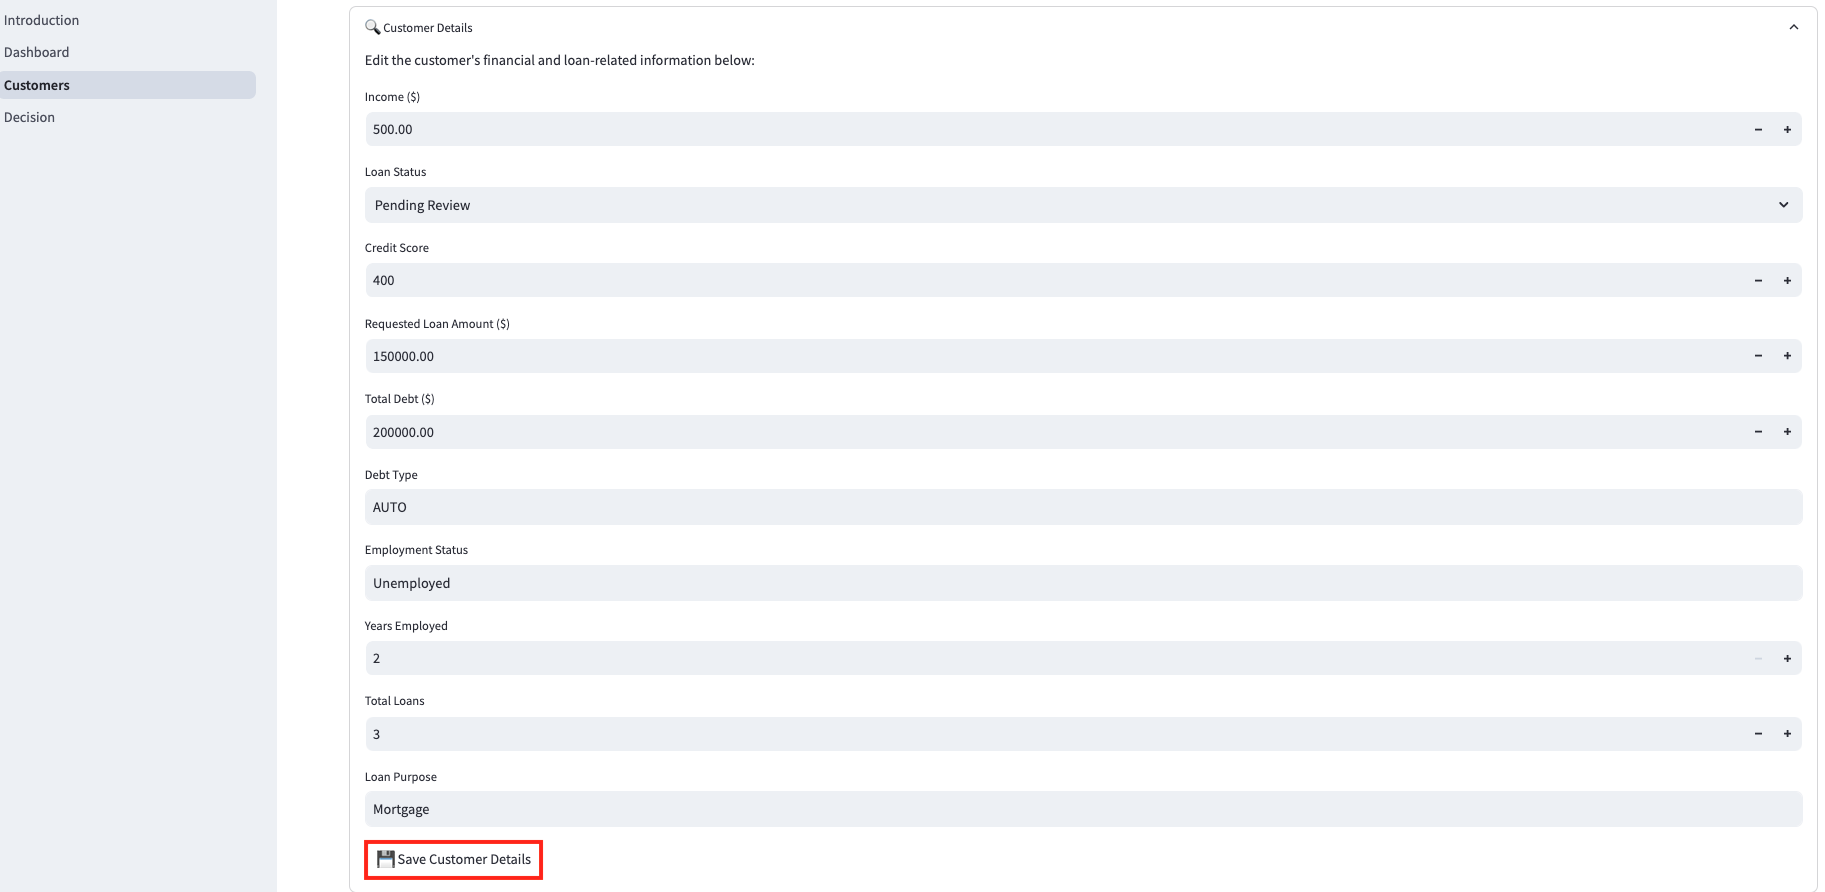 Introduction
Dashboard
Customers
Decision
Customer Details
Edit the customer's financial and loan-related information below:
Income ($)
500.00
Loan Status
Pending Review
Credit Score
400
Requested Loan Amount ($)
150000.00
Total Debt ($)
200000.00
Debt Type
AUTO
Employment Status
Unemployed
Years Employed
2
Total Loans
3
Loan Purpose
Mortgage
Save Customer Details